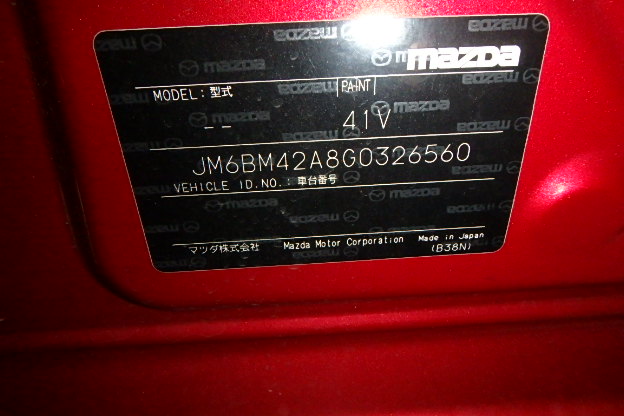 mazda
MODEL：型式 PAINT
-- 41V
JM6BM42A8G0326560
VEHICLE ID.NO.：車台番号
マツダ株式会社 Mazda Motor Corporation Made in Japan
(B38N)